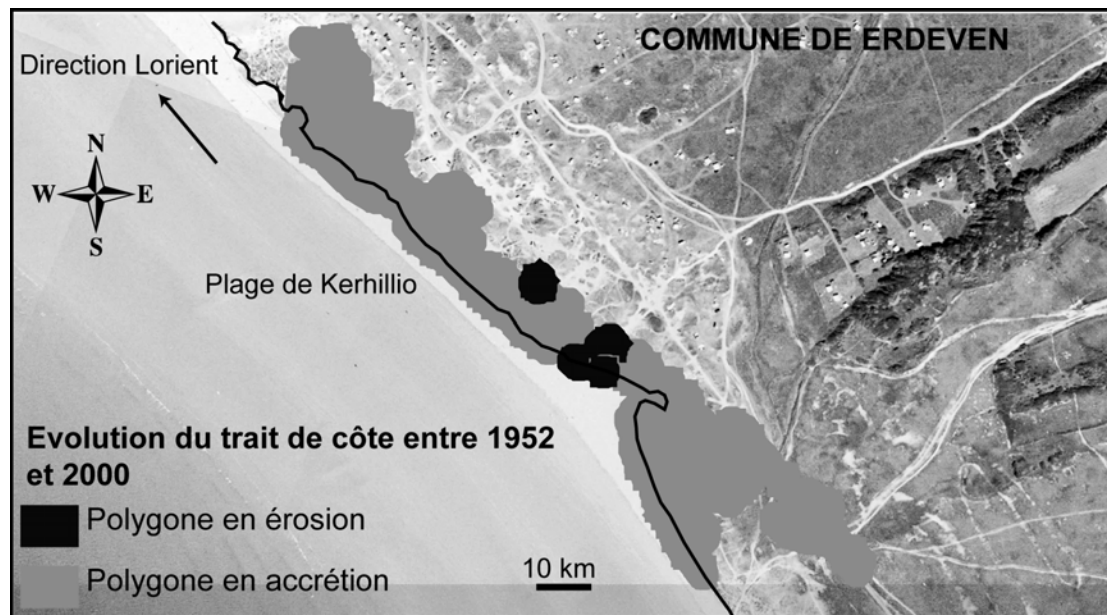 COMMUNE DE ERDEVEN
Direction Lorient
N
W E
S
Plage de Kerhillio
Evolution du trait de côte entre 1952
et 2000
Polygone en érosion
Polygone en accrétion
10 km